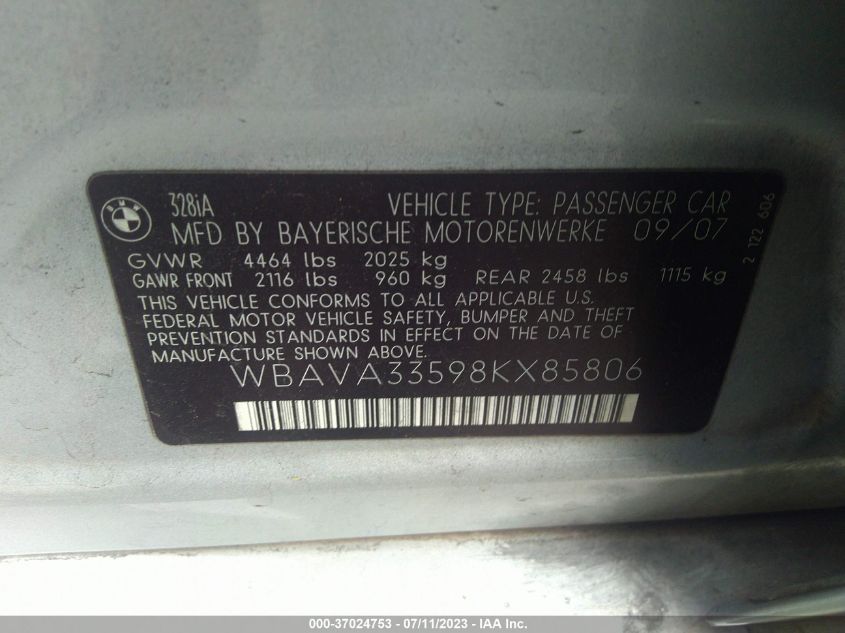 BMW
328iA VEHICLE TYPE: PASSENGER CAR
MFD BY BAYERISCHE MOTORENWERKE 09/07
GVWR 4464 lbs 2025 kg
GAWR FRONT 2116 lbs 960 kg REAR 2458 lbs 1115 kg
THIS VEHICLE CONFORMS TO ALL APPLICABLE U.S.
FEDERAL MOTOR VEHICLE SAFETY, BUMPER AND THEFT
PREVENTION STANDARDS IN EFFECT ON THE DATE OF
MANUFACTURE SHOWN ABOVE.
WBAVA33598KX85806
2 122 606
000-37024753 - 07/11/2023 - IAA Inc.